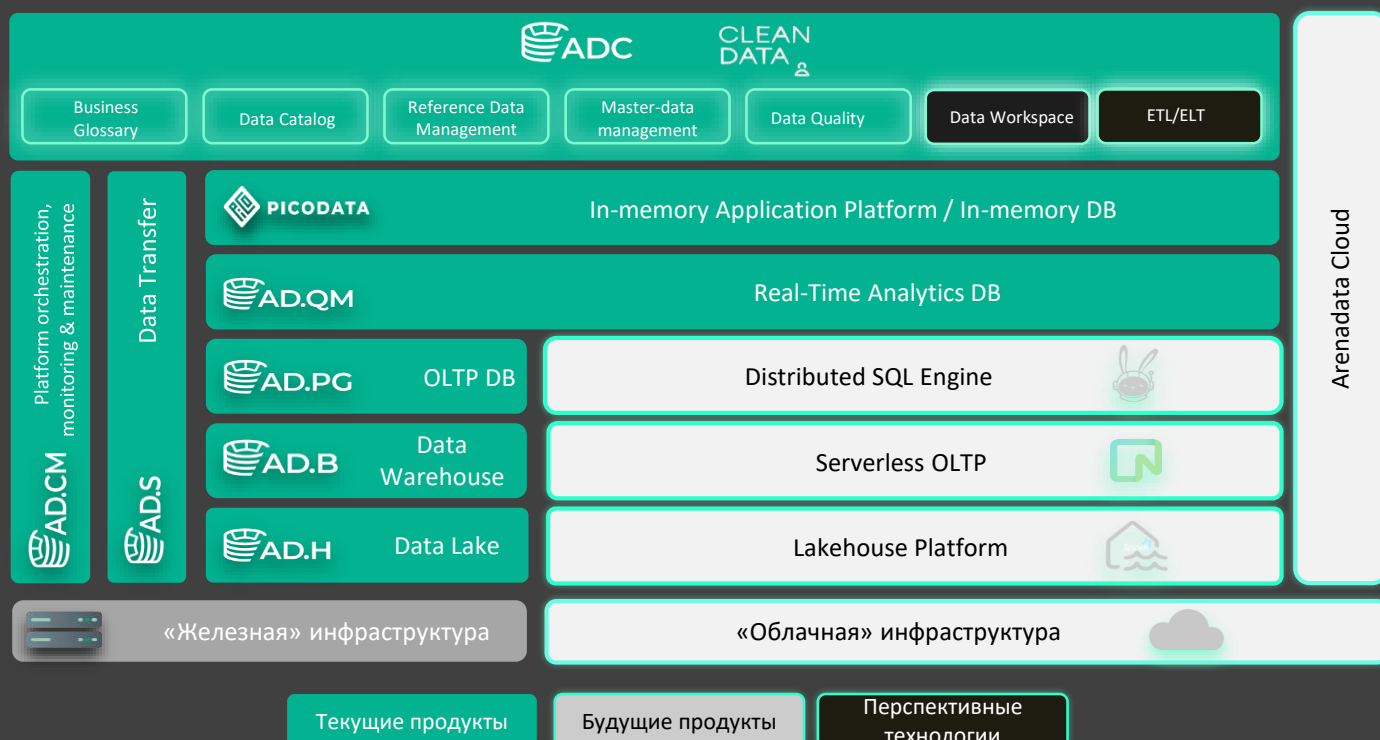 ADC
CLEAN
DATA
Business
Glossary
Data Catalog
Reference Data
Management
Master-data
management
Data Quality
Data Workspace
ETL/ELT
Platform orchestration,
monitoring & maintenance
AD.CM
Data Transfer
AD.S
PICODATA
In-memory Application Platform / In-memory DB
AD.QM
Real-Time Analytics DB
AD.PG
OLTP DB
Distributed SQL Engine
AD.B
Data
Warehouse
Serverless OLTP
AD.H
Data Lake
Lakehouse Platform
Arenadata Cloud
«Железная» инфраструктура
«Облачная» инфраструктура
Текущие продукты
Будущие продукты
Перспективные
технологии